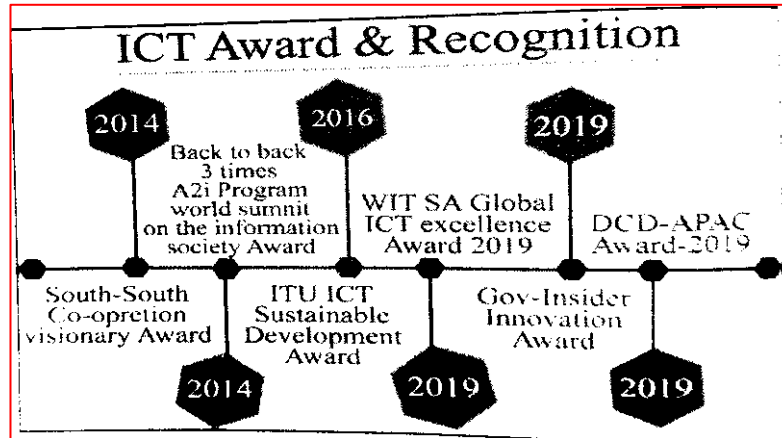 ICT Award & Recognition
2014
2016
2019
Back to back
3 times
A2i Program
world summit
on the information
society Award
WIT SA Global
ICT excellence
Award 2019
DCD-APAC
Award-2019
South-South
Co-opretion
visionary Award
ITU ICT
Sustainable
Development
Award
Gov-Insider
Innovation
Award
2014
2019
2019